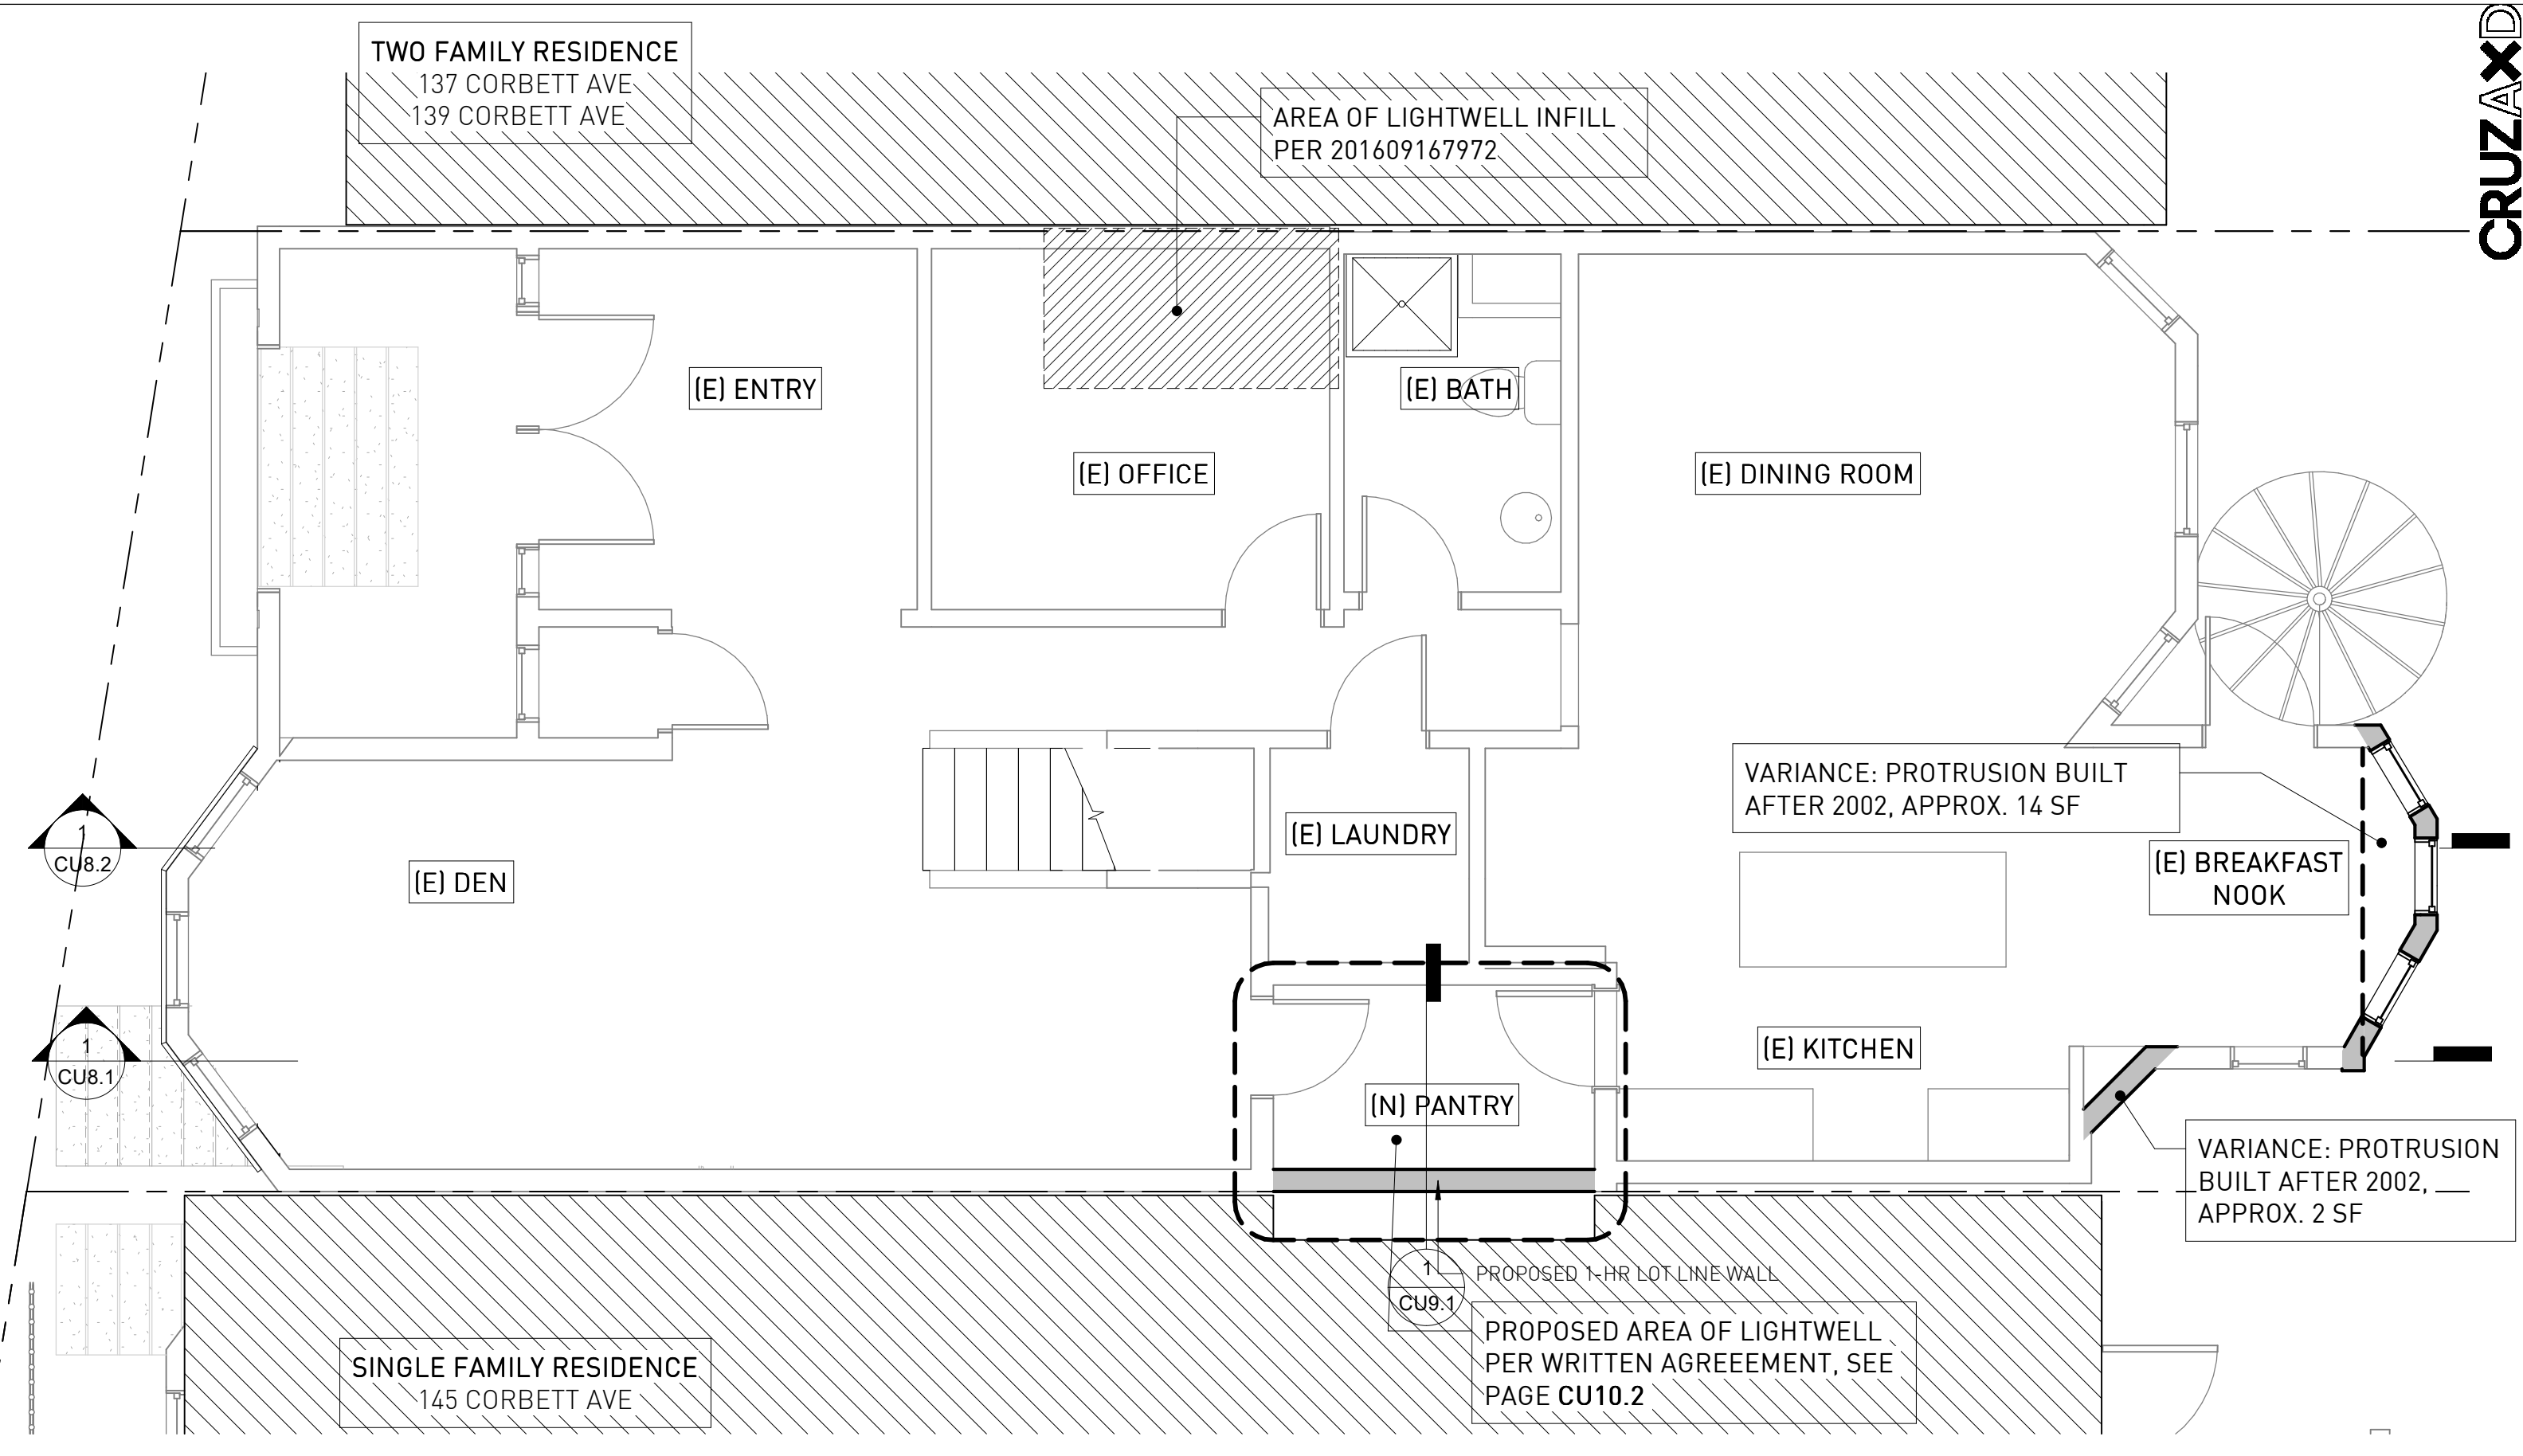 CRUZAXD
TWO FAMILY RESIDENCE
137 CORBETT AVE
139 CORBETT AVE
AREA OF LIGHTWELL INFILL
PER 201609167972
(E) ENTRY
(E) BATH
(E) OFFICE
(E) DINING ROOM
VARIANCE: PROTRUSION BUILT
AFTER 2002, APPROX. 14 SF
1
CU8.2
(E) LAUNDRY
(E) BREAKFAST
NOOK
(E) DEN
1
CU8.1
(E) KITCHEN
(N) PANTRY
VARIANCE: PROTRUSION
BUILT AFTER 2002,
APPROX. 2 SF
1
CU9.1
PROPOSED 1-HR LOT LINE WALL
PROPOSED AREA OF LIGHTWELL
PER WRITTEN AGREEEMENT, SEE
PAGE CU10.2
SINGLE FAMILY RESIDENCE
145 CORBETT AVE